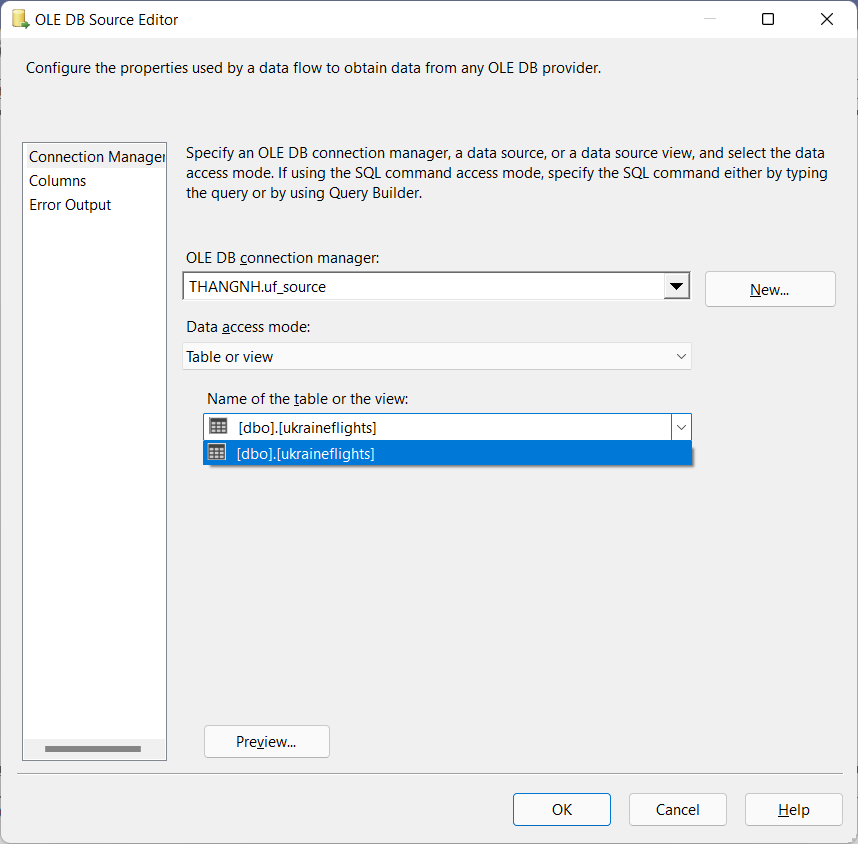 OLE DB Source Editor
Configure the properties used by a data flow to obtain data from any OLE DB provider.
Connection Manager
Columns
Error Output
Specify an OLE DB connection manager, a data source, or a data source view, and select the data
access mode. If using the SQL command access mode, specify the SQL command either by typing
the query or by using Query Builder.
OLE DB connection manager:
THANGNH.uf_source
New...
Data access mode:
Table or view
Name of the table or the view:
[dbo].[ukraineflights]
[dbo].[ukraineflights]
Preview...
OK
Cancel
Help